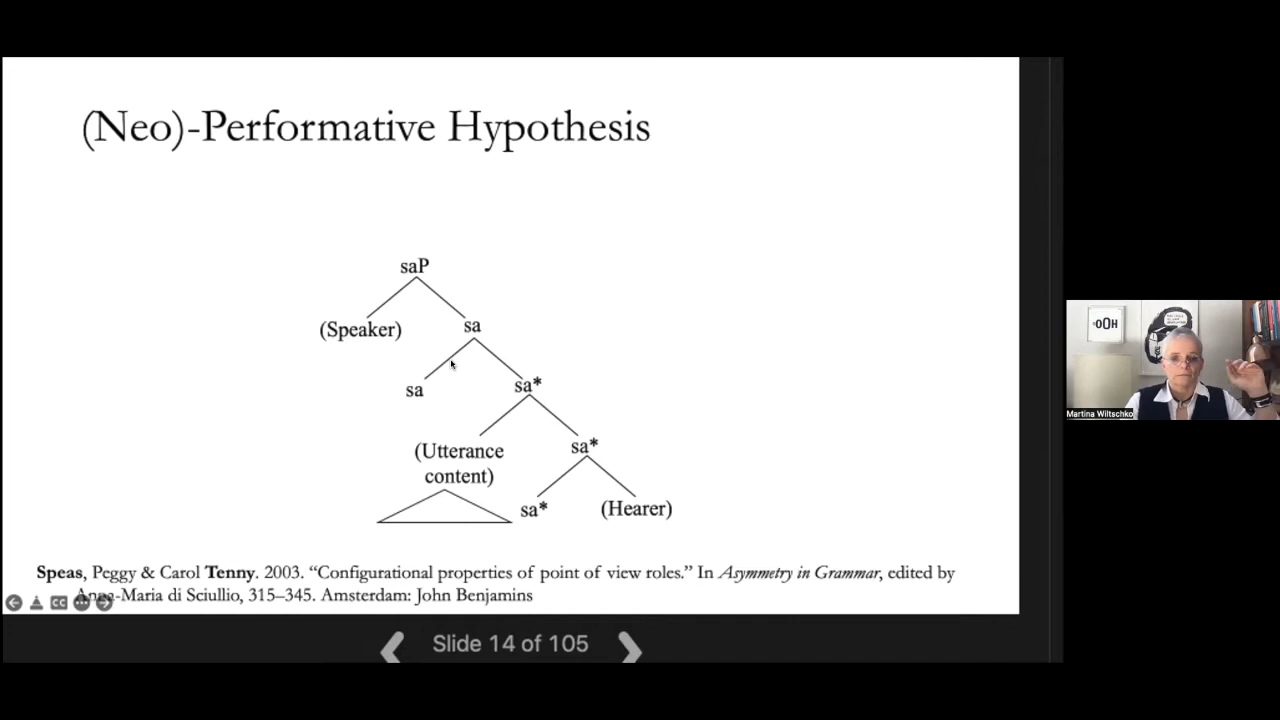 (Neo)-Performative Hypothesis
saP
(Speaker) sa
sa sa*
(Utterance sa*
content)
sa* (Hearer)
Speas, Peggy & Carol Tenny. 2003. “Configurational properties of point of view roles.” In Asymmetry in Grammar, edited by
Anna-Maria di Sciullio, 315–345. Amsterdam: John Benjamins
CC
Slide 14 of 105
OOH
Martina Wiltschko